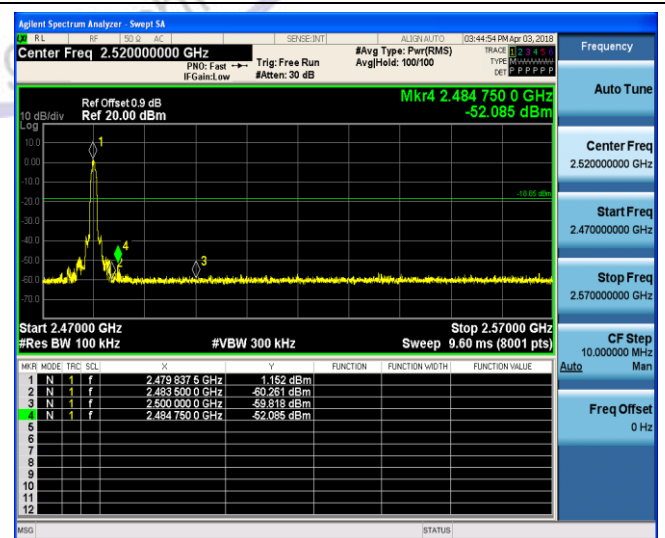 Agilent Spectrum Analyzer - Swept SA
RL RF 50 Ω AC SENSE:INT ALIGN AUTO 03:44:54 PM Apr 03, 2018
Center Freq 2.520000000 GHz #Avg Type: Pwr(RMS) TRACE 1 2 3 4 5 6
PNO: Fast Trig: Free Run Avg|Hold: 100/100 TYPE M
IFGain:Low #Atten: 30 dB DET P P P P P P
Mkr4 2.484 750 0 GHz
-52.085 dBm
Ref Offset 0.9 dB
10 dB/div Ref 20.00 dBm
Log
10.0
0.00
-10.0
-20.0
-30.0
-40.0
-50.0
-60.0
-70.0
1
-18.85 dBm
4
2
3
Start 2.47000 GHz Stop 2.57000 GHz
#Res BW 100 kHz #VBW 300 kHz Sweep 9.60 ms (8001 pts)
MKR MODE TRC SCL X Y FUNCTION FUNCTION WIDTH FUNCTION VALUE
1 N 1 f 2.479 837 5 GHz 1.152 dBm
2 N 1 f 2.483 500 0 GHz -60.261 dBm
3 N 1 f 2.500 000 0 GHz -59.818 dBm
4 N 1 f 2.484 750 0 GHz -52.085 dBm
5
6
7
8
9
10
11
12
MSG STATUS
Frequency
Auto Tune
Center Freq
2.520000000 GHz
Start Freq
2.470000000 GHz
Stop Freq
2.570000000 GHz
CF Step
10.000000 MHz
Auto Man
Freq Offset
0 Hz